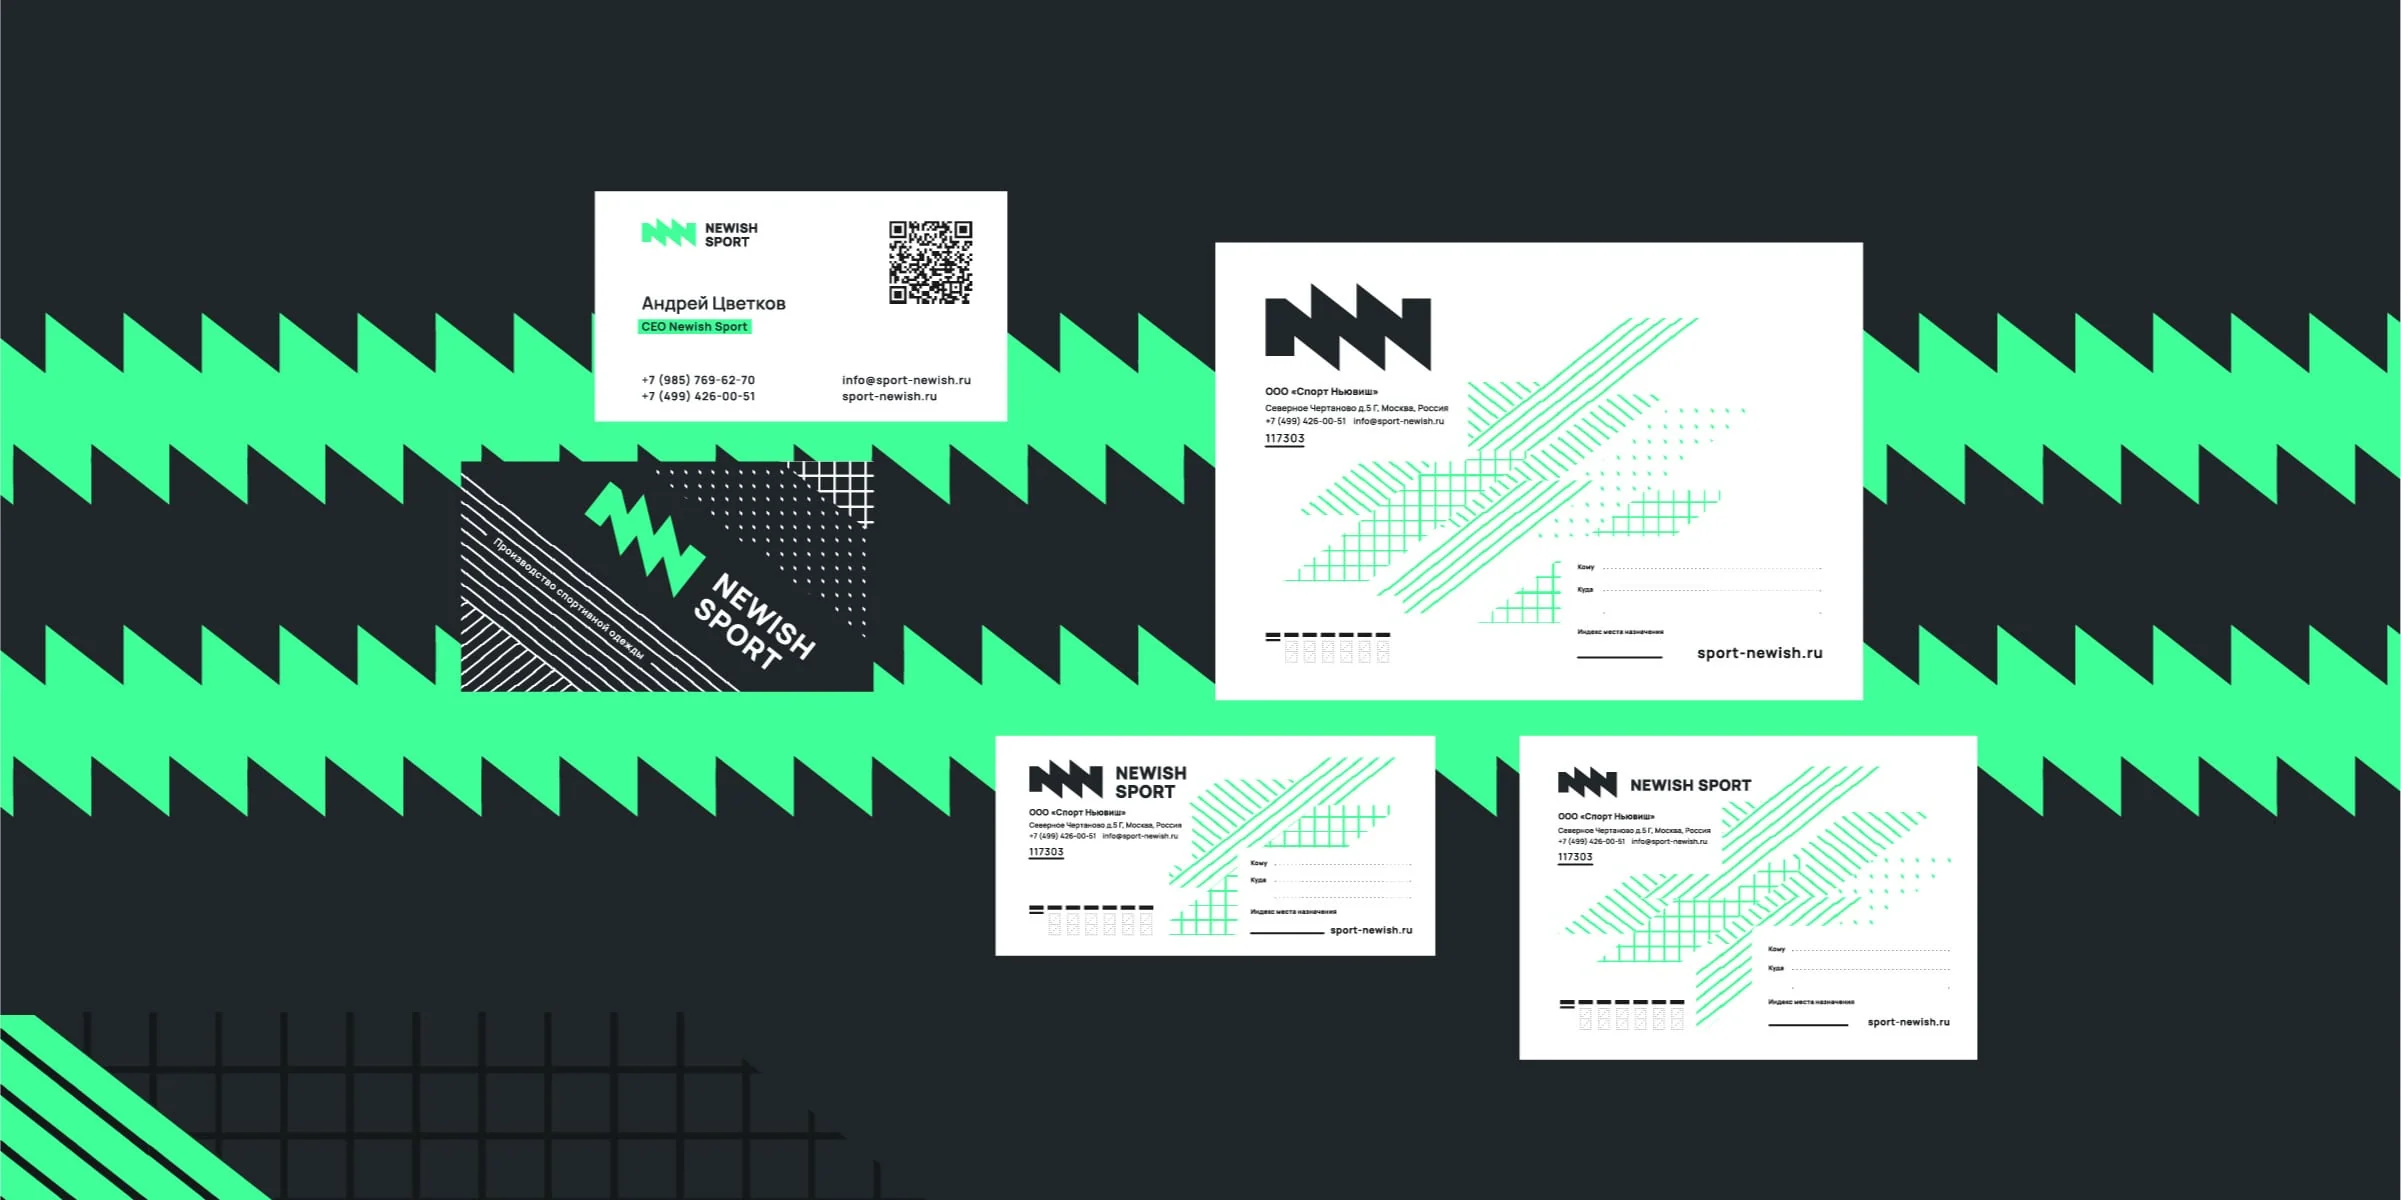 NEWISH
SPORT
Андрей Цветков
CEO Newish Sport
+7 (985) 769-62-70
+7 (499) 426-00-51
info@sport-newish.ru
sport-newish.ru
Производство спортивной одежды
NEWISH
SPORT
ООО «Спорт Ньювиш»
Северное Чертаново д.5 Г, Москва, Россия
+7 (499) 426-00-51 info@sport-newish.ru
117303
Кому
Куда
Индекс места назначения
sport-newish.ru
NEWISH
SPORT
ООО «Спорт Ньювиш»
Северное Чертаново д.5 Г, Москва, Россия
+7 (499) 426-00-51 info@sport-newish.ru
117303
Кому
Куда
Индекс места назначения
sport-newish.ru
NEWISH SPORT
ООО «Спорт Ньювиш»
Северное Чертаново д.5 Г, Москва, Россия
+7 (499) 426-00-51 info@sport-newish.ru
117303
Кому
Куда
Индекс места назначения
sport-newish.ru